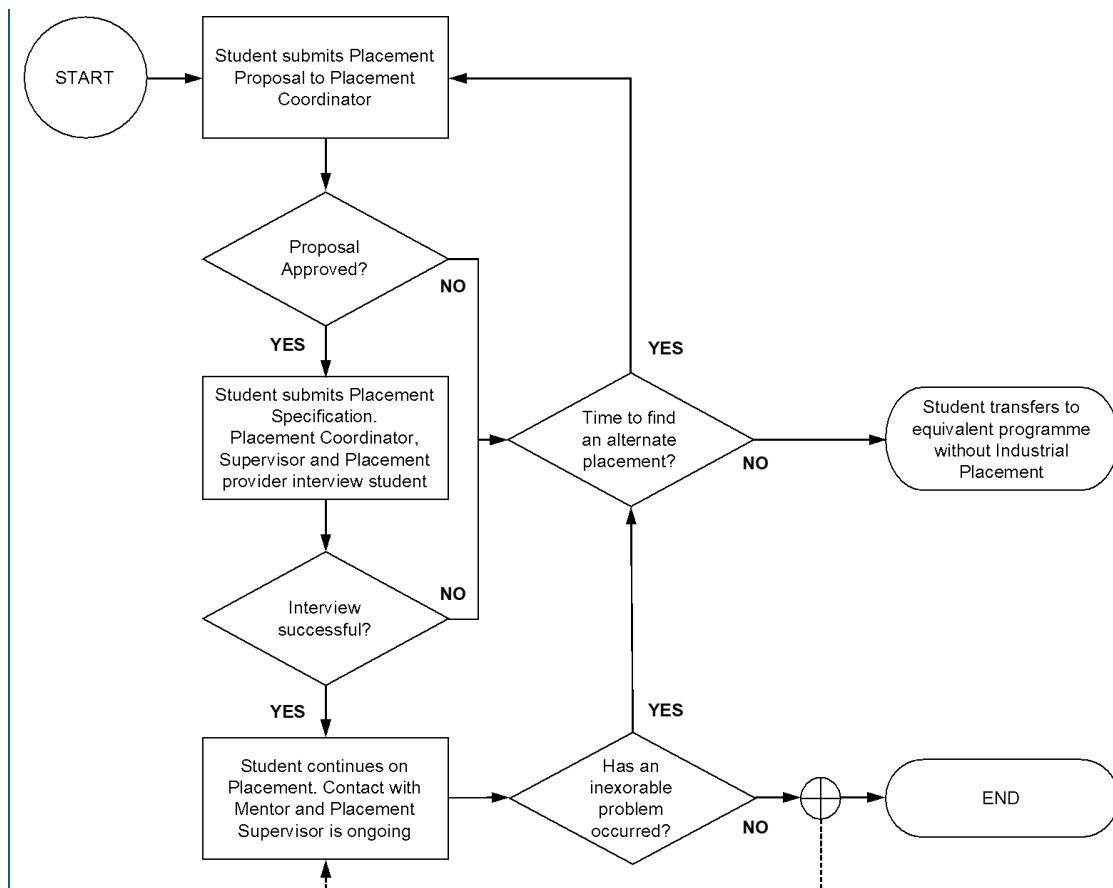 START
Student submits Placement
Proposal to Placement
Coordinator
Proposal
Approved?
NO
YES
Student submits Placement
Specification.
Placement Coordinator,
Supervisor and Placement
provider interview student
Interview
successful?
NO
YES
Student continues on
Placement. Contact with
Mentor and Placement
Supervisor is ongoing
YES
Time to find
an alternate
placement?
NO
Student transfers to
equivalent programme
without Industrial
Placement
YES
Has an
inexorable
problem
occurred?
NO
END